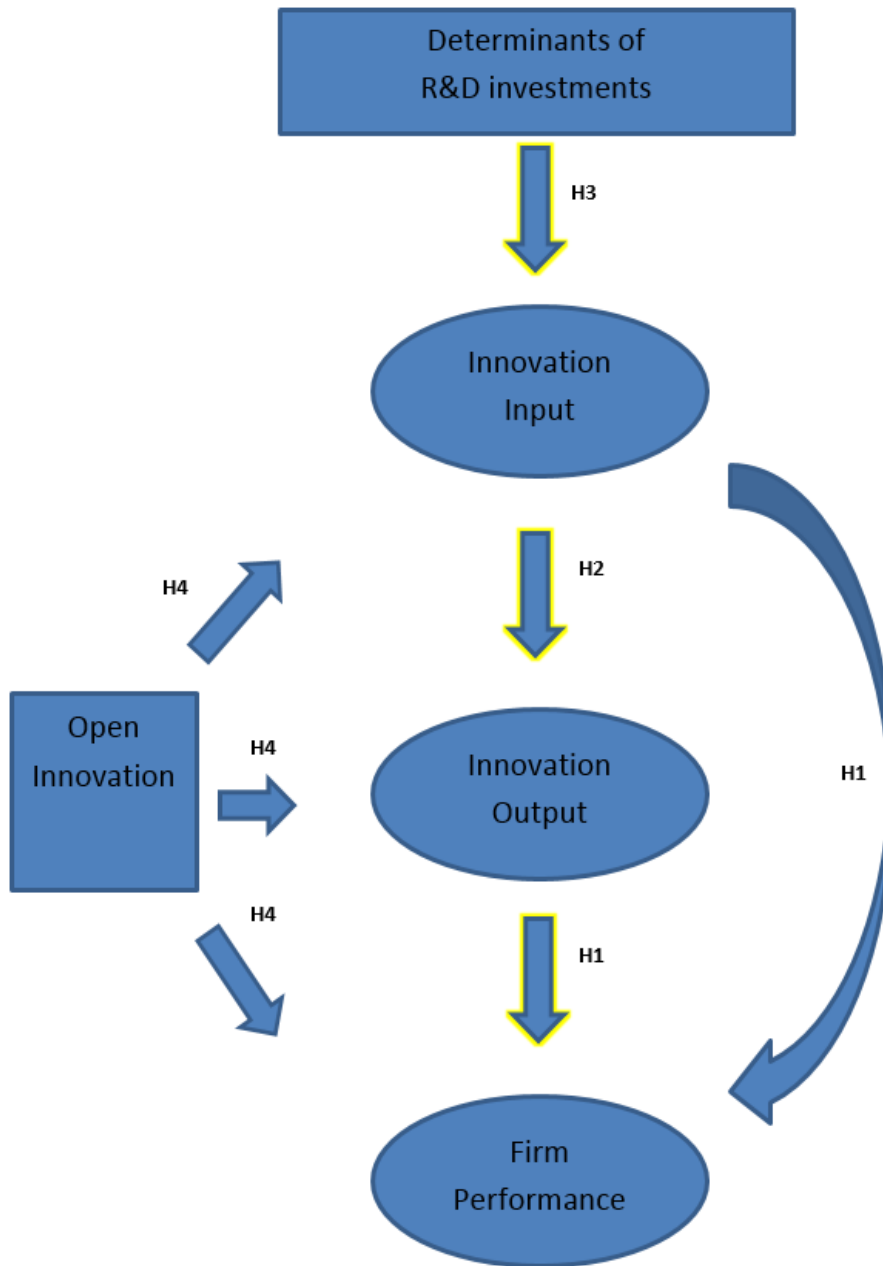 Determinants of
R&D investments
H3
Innovation
Input
H2
H4
Open
Innovation
H4
Innovation
Output
H1
H4
H1
Firm
Performance